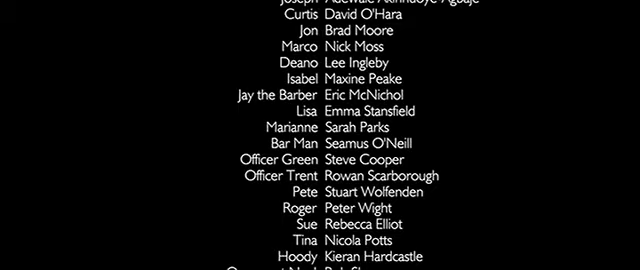 Curtis David O'Hara
Jon Brad Moore
Marco Nick Moss
Deano Lee Ingleby
Isabel Maxine Peake
Jay the Barber Eric McNichol
Lisa Emma Stansfield
Marianne Sarah Parks
Bar Man Seamus O'Neill
Officer Green Steve Cooper
Officer Trent Rowan Scarborough
Pete Stuart Wolfenden
Roger Peter Wight
Sue Rebecca Elliot
Tina Nicola Potts
Hoody Kieran Hardcastle